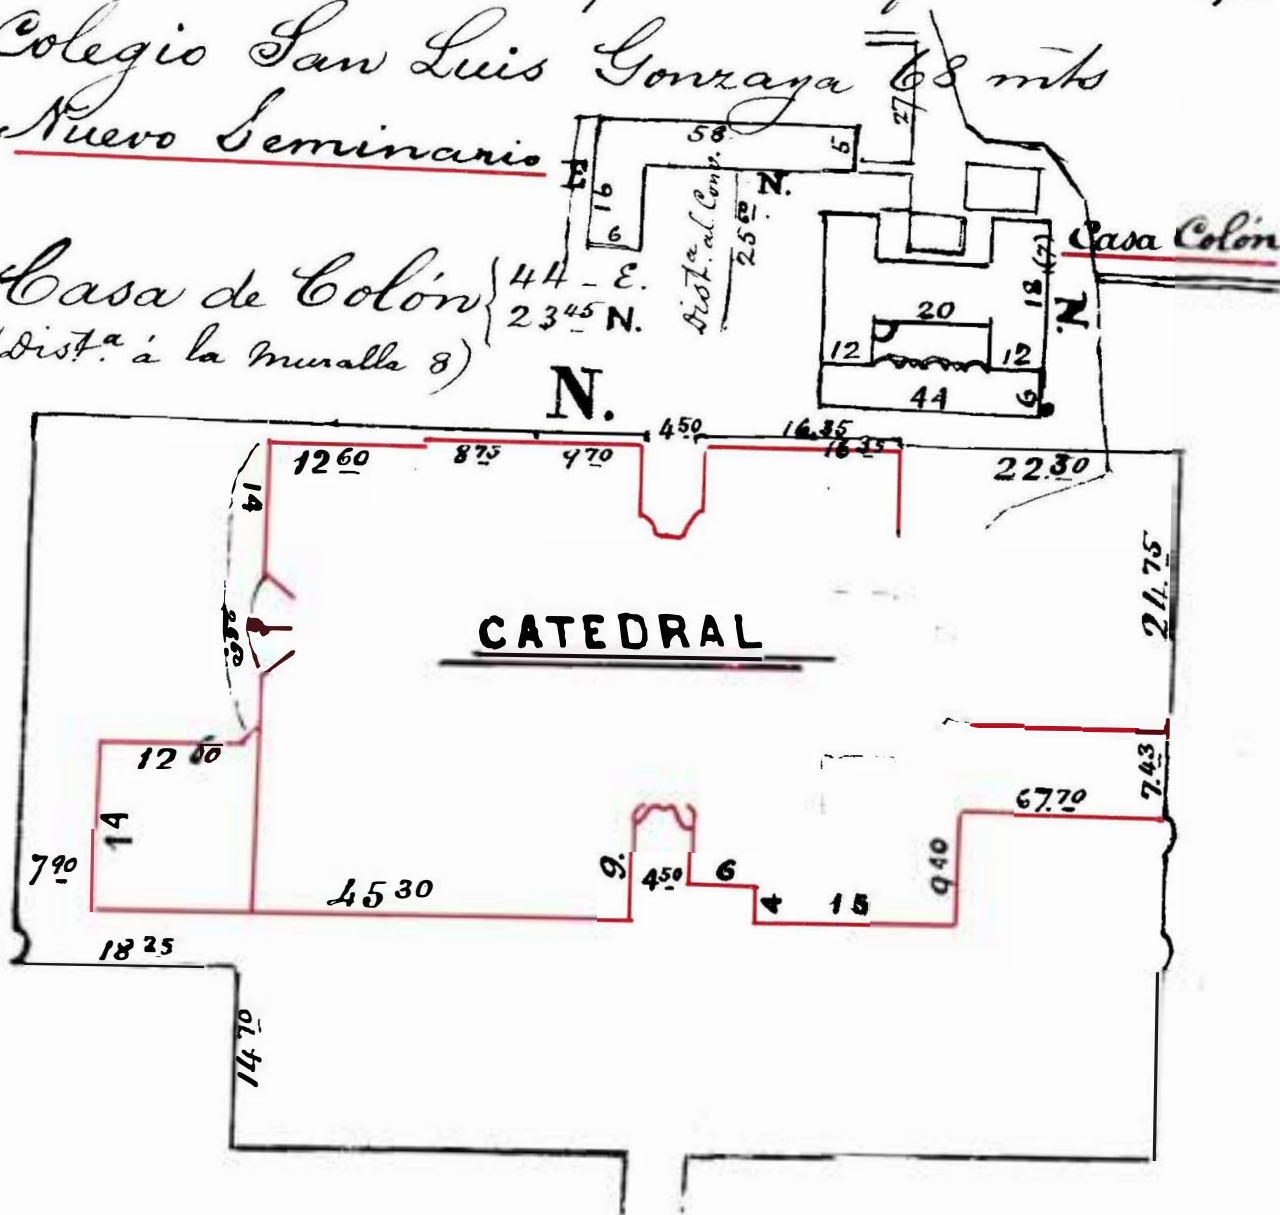 Colegio San Luis Gonzaga 68 mts
Nuevo Seminario
27
58
5
16
6
N.
Dist.ª al Conv.
25 50
Casa de Colón
44 - E.
23 45 N.
(Dist.ª á la muralla 8)
Casa Colón
18 (7)
N.
20
12
12
44
6
N.
4 50
16.35
16 35
12 60
8 75
4 70
22.30
14
24.75
CATEDRAL
12 60
7.43
67.70
14
7 90
9.
4 50
6
9 40
45 30
4
15
18 25
14 70